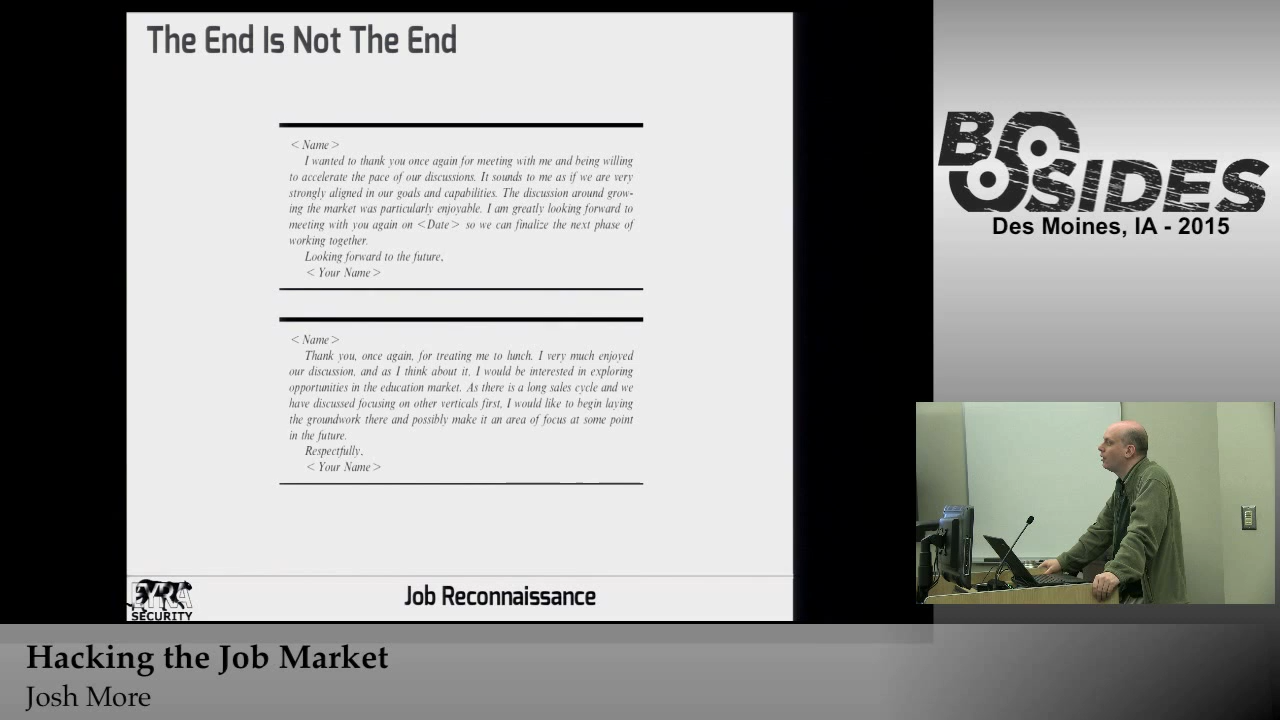 The End Is Not The End
< Name >
I wanted to thank you once again for meeting with me and being willing
to accelerate the pace of our discussions. It sounds to me as if we are very
strongly aligned in our goals and capabilities. The discussion around grow-
ing the market was particularly enjoyable. I am greatly looking forward to
meeting with you again on <Date> so we can finalize the next phase of
working together.
Looking forward to the future,
< Your Name >
< Name >
Thank you, once again, for treating me to lunch. I very much enjoyed
our discussion, and as I think about it, I would be interested in exploring
opportunities in the education market. As there is a long sales cycle and we
have discussed focusing on other verticals first, I would like to begin laying
the groundwork there and possibly make it an area of focus at some point
in the future.
Respectfully,
< Your Name >
EYRA
SECURITY
Job Reconnaissance
BSIDES
Des Moines, IA - 2015
Hacking the Job Market
Josh More